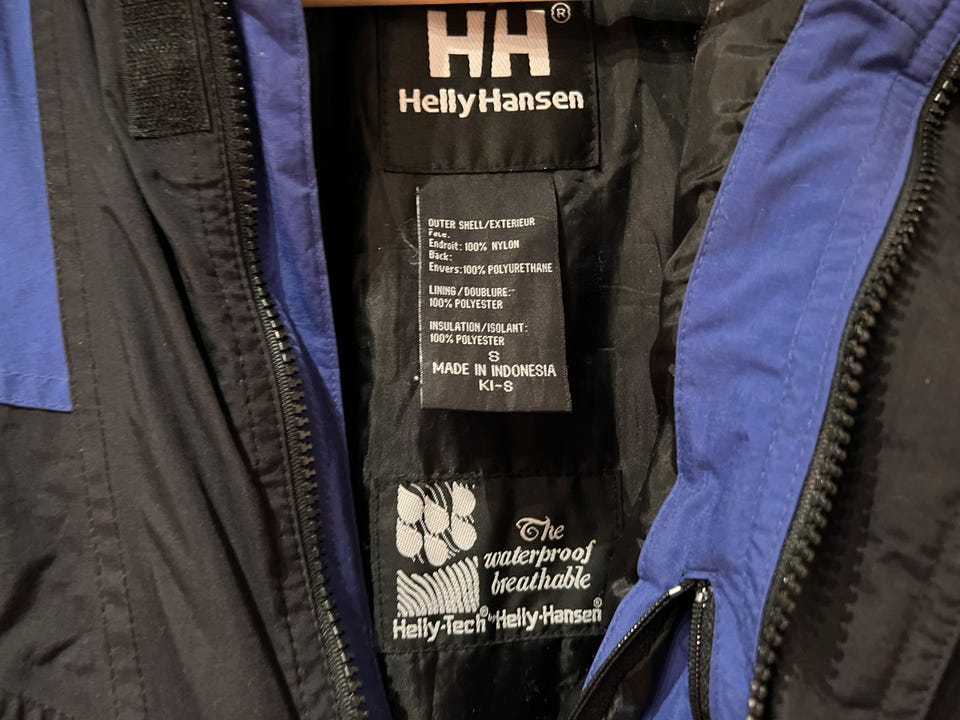 HH®
Helly Hansen
OUTER SHELL/EXTERIEUR
Face.
Endroit: 100% NYLON
Back:
Envers: 100% POLYURETHANE
LINING/DOUBLURE:
100% POLYESTER
INSULATION/ISOLANT:
100% POLYESTER
S
MADE IN INDONESIA
KI-S
The
waterproof
breathable
Helly-Tech® by Helly-Hansen®